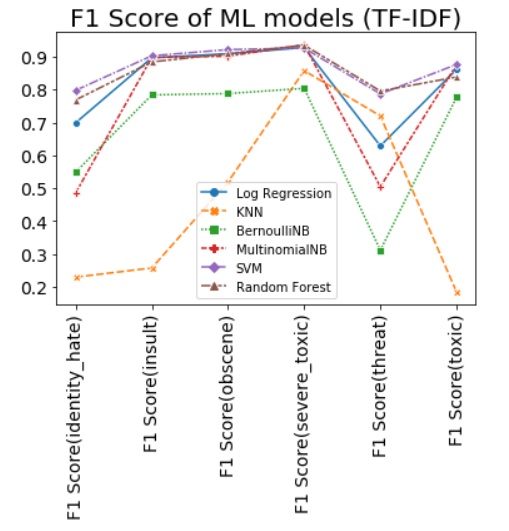 F1 Score of ML models (TF-IDF)
0.9
0.8
0.7
0.6
0.5
0.4
0.3
0.2
Log Regression
KNN
BernoulliNB
MultinomialNB
SVM
Random Forest
F1 Score(identity_hate)
F1 Score(insult)
F1 Score(obscene)
F1 Score(severe_toxic)
F1 Score(threat)
F1 Score(toxic)